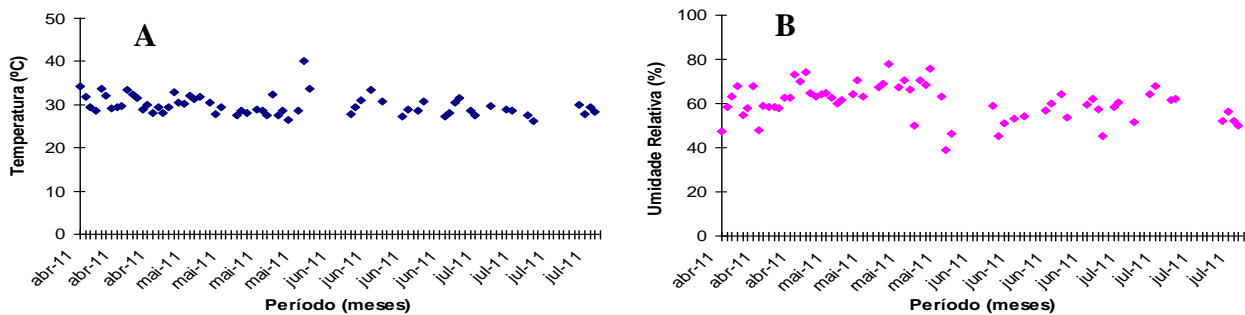 A
Temperatura (ºC)
50
40
30
20
10
0
abr-11
abr-11
abr-11
mai-11
mai-11
mai-11
mai-11
jun-11
jun-11
jun-11
jun-11
jul-11
jul-11
jul-11
jul-11
Período (meses)
B
Umidade Relativa (%)
100
80
60
40
20
0
abr-11
abr-11
abr-11
mai-11
mai-11
mai-11
mai-11
jun-11
jun-11
jun-11
jun-11
jul-11
jul-11
jul-11
jul-11
Período (meses)